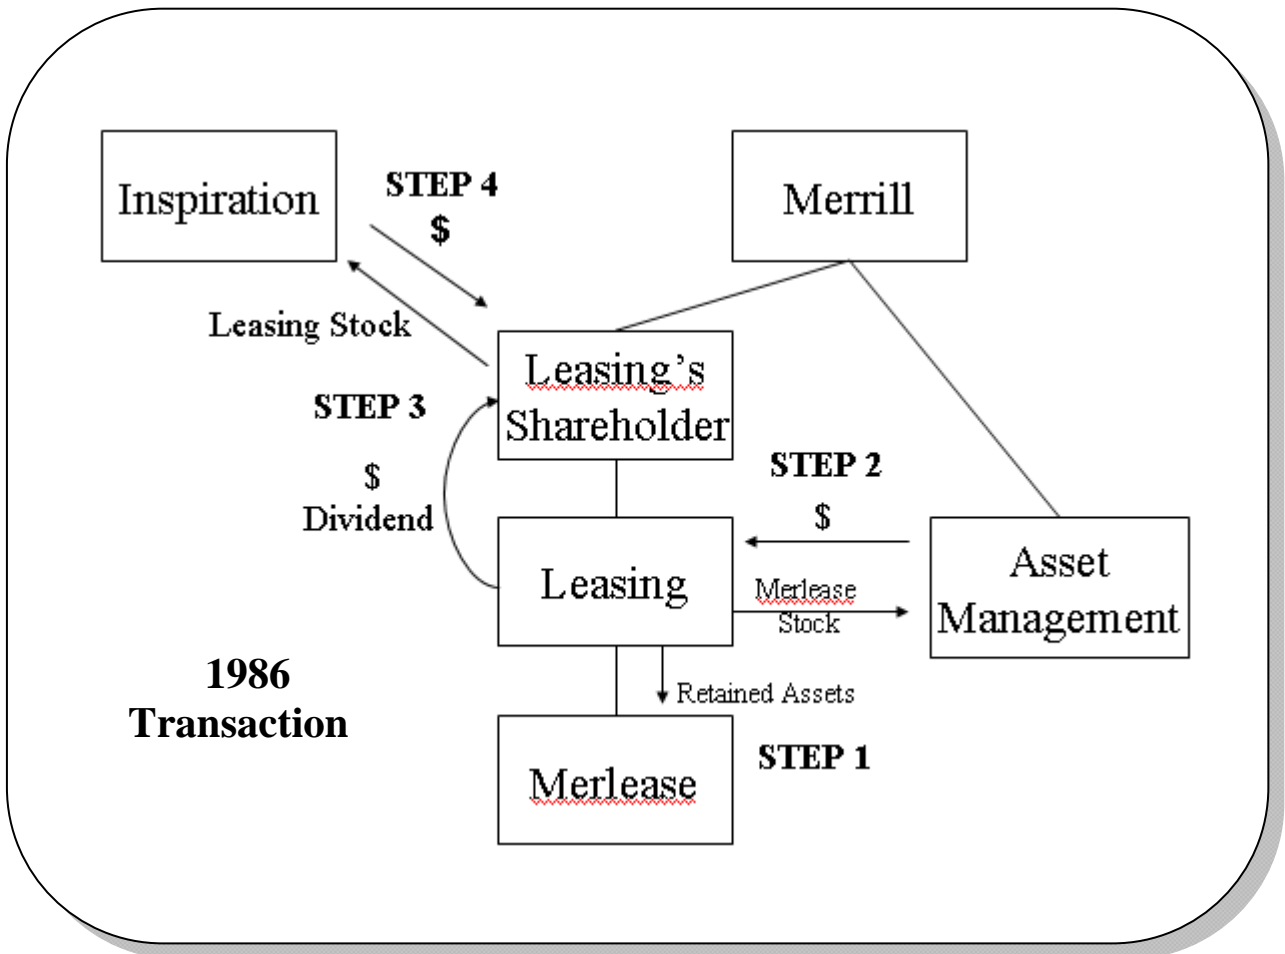 Inspiration
STEP 4
$
Merrill
Leasing Stock
Leasing's
Shareholder
STEP 3
$
Dividend
STEP 2
$
Leasing
Merlease
Stock
Asset
Management
1986
Transaction
Retained Assets
Merlease
STEP 1